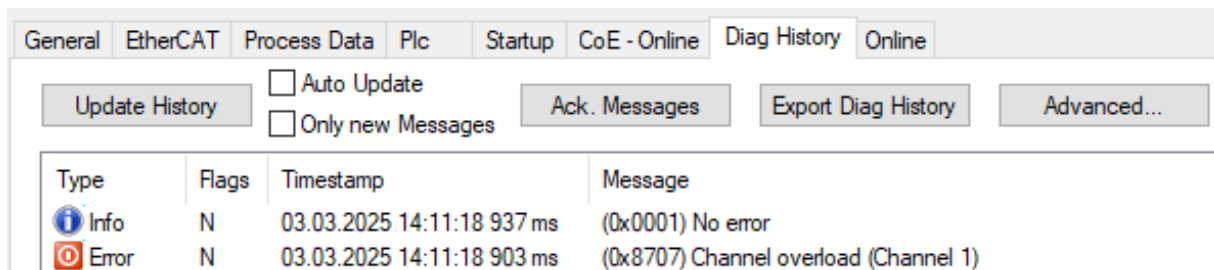 General EtherCAT Process Data Plc Startup CoE - Online Diag History Online
Update History Auto Update Ack. Messages Export Diag History Advanced...
Only new Messages
Type Flags Timestamp Message
Info N 03.03.2025 14:11:18 937 ms (0x0001) No error
Error N 03.03.2025 14:11:18 903 ms (0x8707) Channel overload (Channel 1)